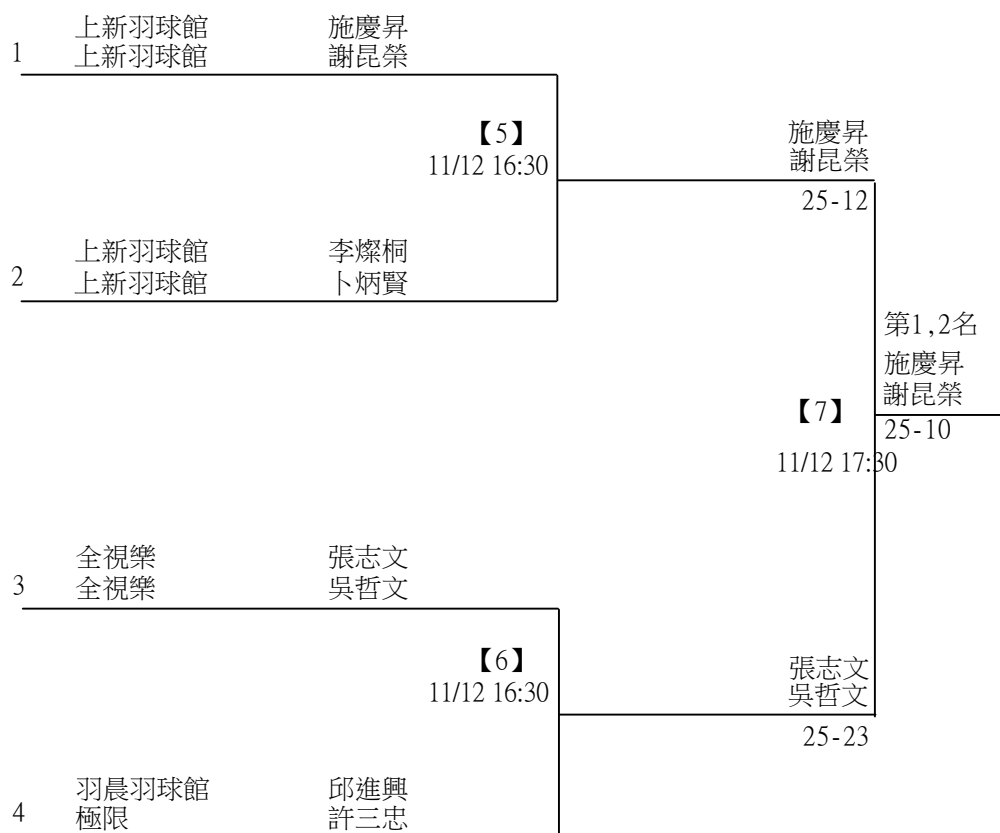 1 上新羽球館 施慶昇
上新羽球館 謝昆榮
【5】
11/12 16:30
施慶昇
謝昆榮
25-12
2 上新羽球館 李燦桐
上新羽球館 卜炳賢
第1,2名
施慶昇
謝昆榮
25-10
【7】
11/12 17:30
3 全視樂 張志文
全視樂 吳哲文
【6】
11/12 16:30
張志文
吳哲文
25-23
4 羽晨羽球館 邱進興
極限 許三忠